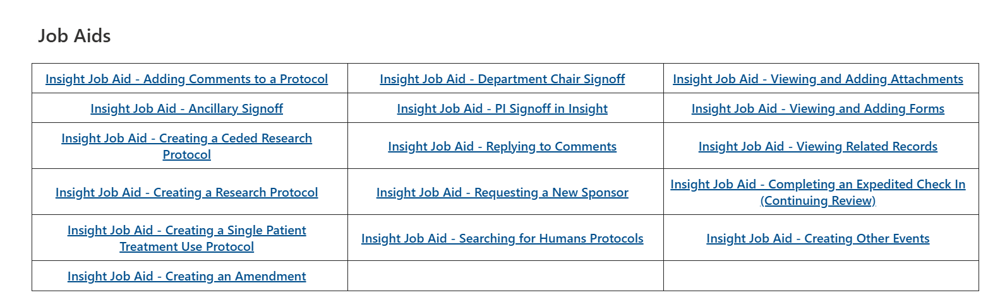 Job Aids
Insight Job Aid - Adding Comments to a Protocol
Insight Job Aid - Department Chair Signoff
Insight Job Aid - Viewing and Adding Attachments
Insight Job Aid - Ancillary Signoff
Insight Job Aid - PI Signoff in Insight
Insight Job Aid - Viewing and Adding Forms
Insight Job Aid - Creating a Ceded Research
Protocol
Insight Job Aid - Replying to Comments
Insight Job Aid - Viewing Related Records
Insight Job Aid - Creating a Research Protocol
Insight Job Aid - Requesting a New Sponsor
Insight Job Aid - Completing an Expedited Check In
(Continuing Review)
Insight Job Aid - Creating a Single Patient
Treatment Use Protocol
Insight Job Aid - Searching for Humans Protocols
Insight Job Aid - Creating Other Events
Insight Job Aid - Creating an Amendment